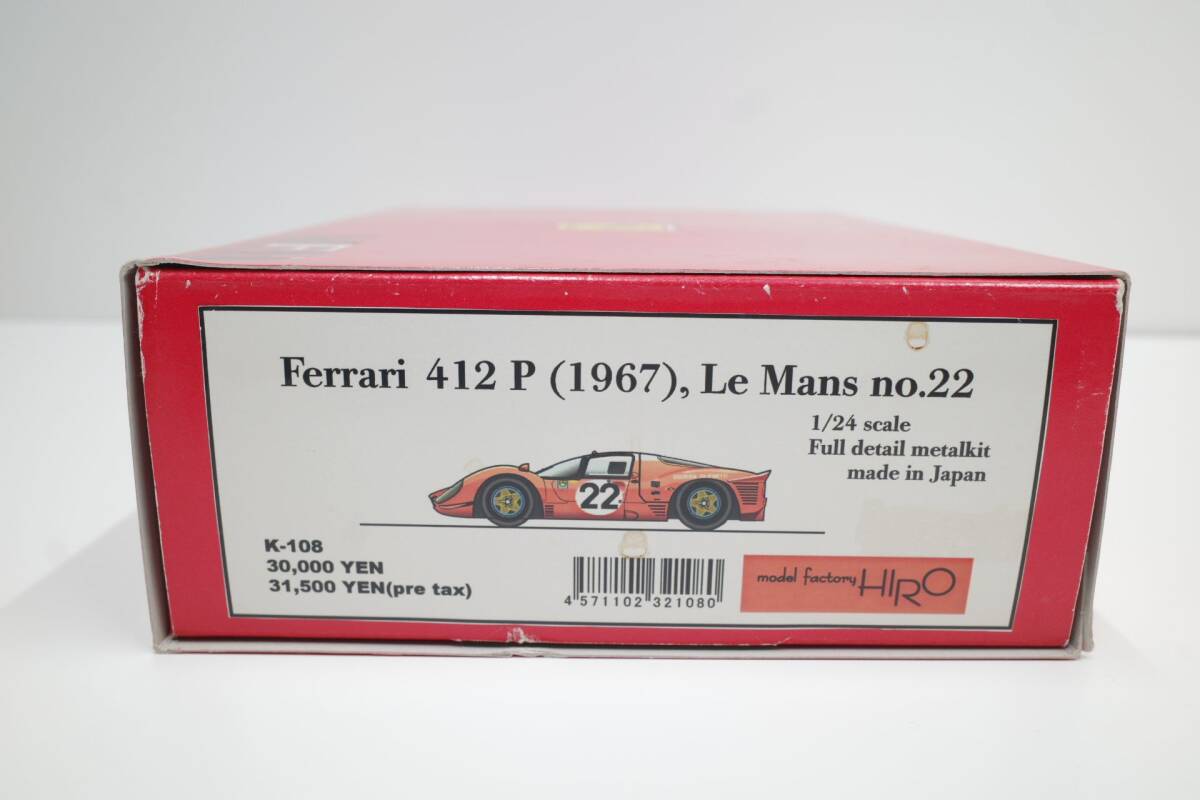 Ferrari 412 P (1967), Le Mans no.22
1/24 scale
Full detail metalkit
made in Japan
22
K-108
30,000 YEN
31,500 YEN(pre tax)
4 571102 321080
model factory HIRO